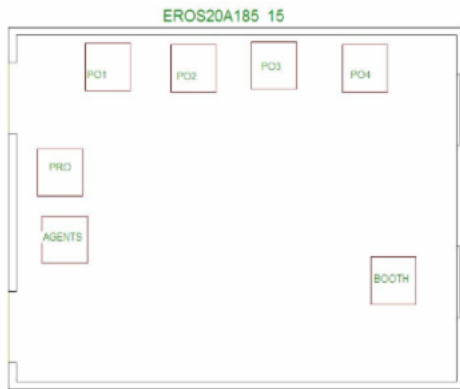 EROS20A185 15
PO1 PO2 PO3 PO4
PRO
AGENTS
BOOTH